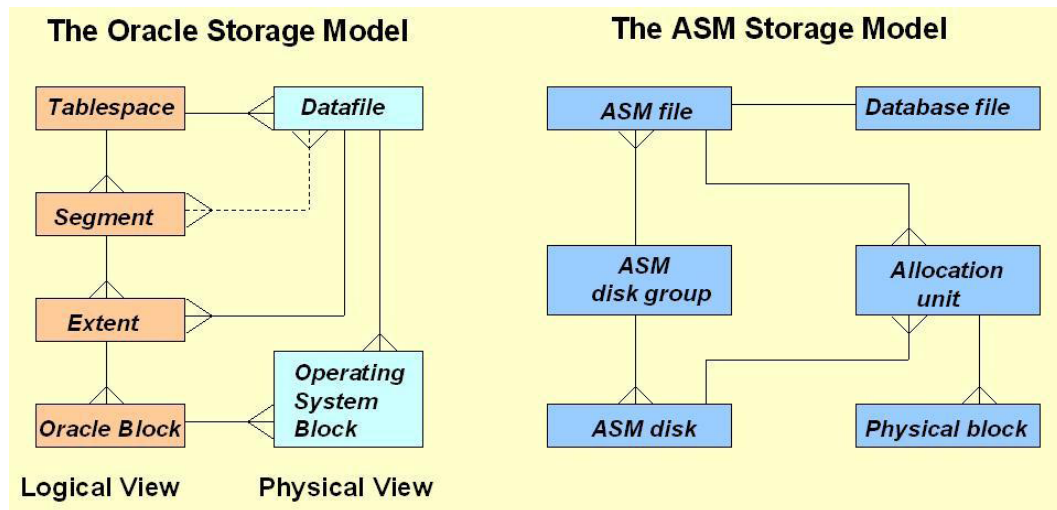 The Oracle Storage Model
Tablespace
Datafile
Segment
Extent
Operating
System
Block
Oracle Block
Logical View
Physical View
The ASM Storage Model
ASM file
Database file
ASM
disk group
Allocation
unit
ASM disk
Physical block